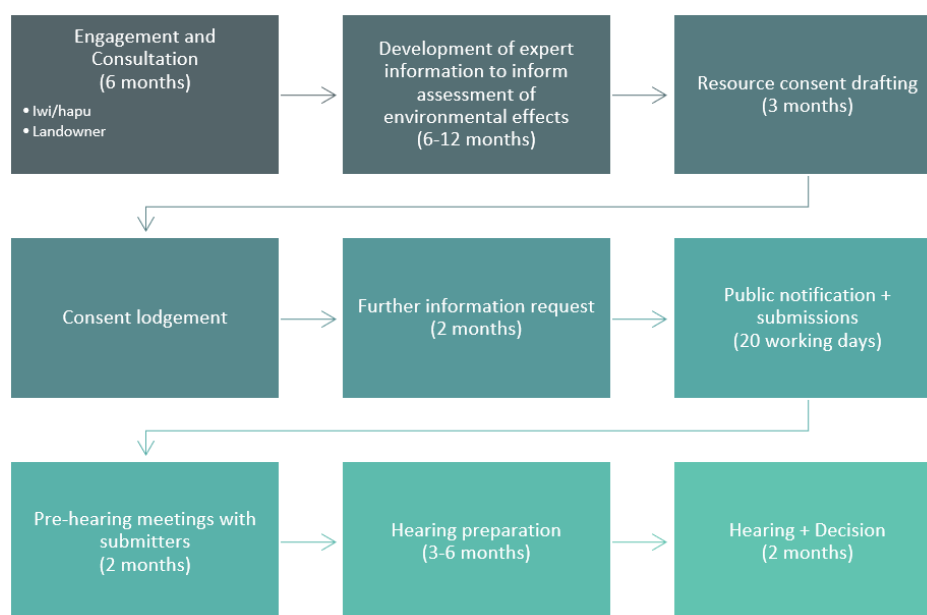 Engagement and
Consultation
(6 months)
• Iwi/hapu
• Landowner
Development of expert
information to inform
assessment of
environmental effects
(6-12 months)
Resource consent drafting
(3 months)
Consent lodgement
Further information request
(2 months)
Public notification +
submissions
(20 working days)
Pre-hearing meetings with
submitters
(2 months)
Hearing preparation
(3-6 months)
Hearing + Decision
(2 months)